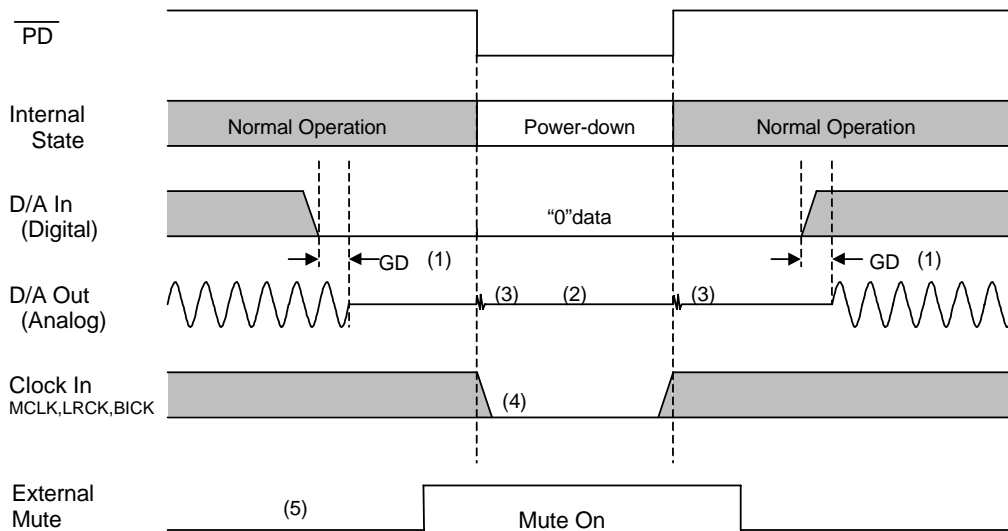 PD
Internal
State
Normal Operation
Power-down
Normal Operation
D/A In
(Digital)
“0”data
GD (1)
GD (1)
D/A Out
(Analog)
(3)
(2)
(3)
Clock In
MCLK,LRCK,BICK
(4)
External
Mute
(5)
Mute On